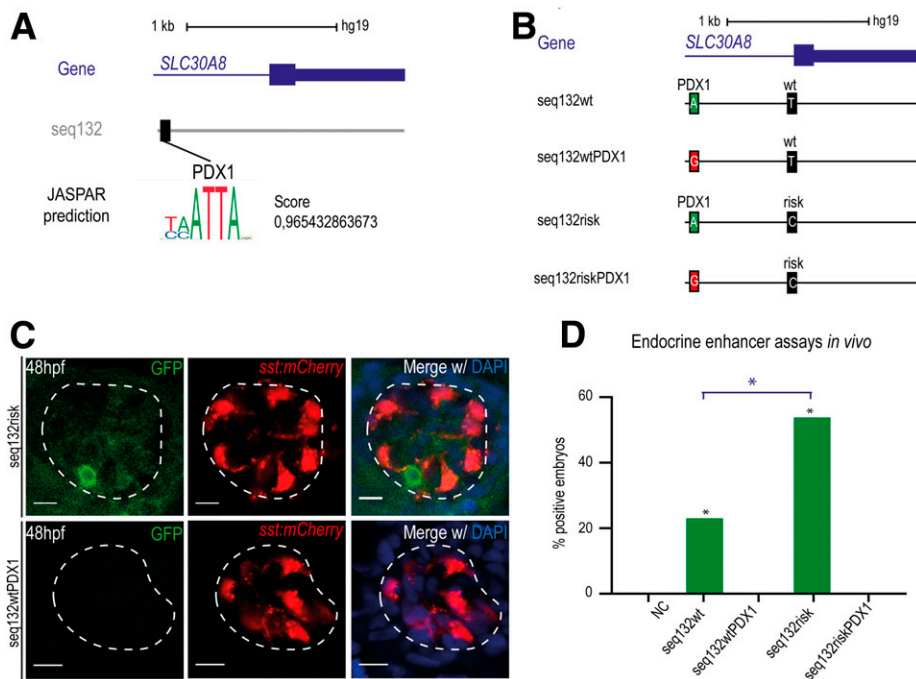 A
1 kb
hg19
Gene
SLC30A8
seq132
PDX1
JASPAR
prediction
ATTA
Score
0,965432863673
B
1 kb
hg19
Gene
SLC30A8
PDX1
wt
seq132wt
A
T
wt
seq132wtPDX1
G
T
PDX1
risk
seq132risk
A
C
risk
seq132riskPDX1
G
C
C
seq132risk
48hpf
GFP
sst:mCherry
Merge w/ DAPI
seq132wtPDX1
48hpf
GFP
sst:mCherry
Merge w/ DAPI
D
Endocrine enhancer assays in vivo
% positive embryos
60
40
20
0
*
*
*
NC
seq132wt
seq132wtPDX1
seq132risk
seq132riskPDX1